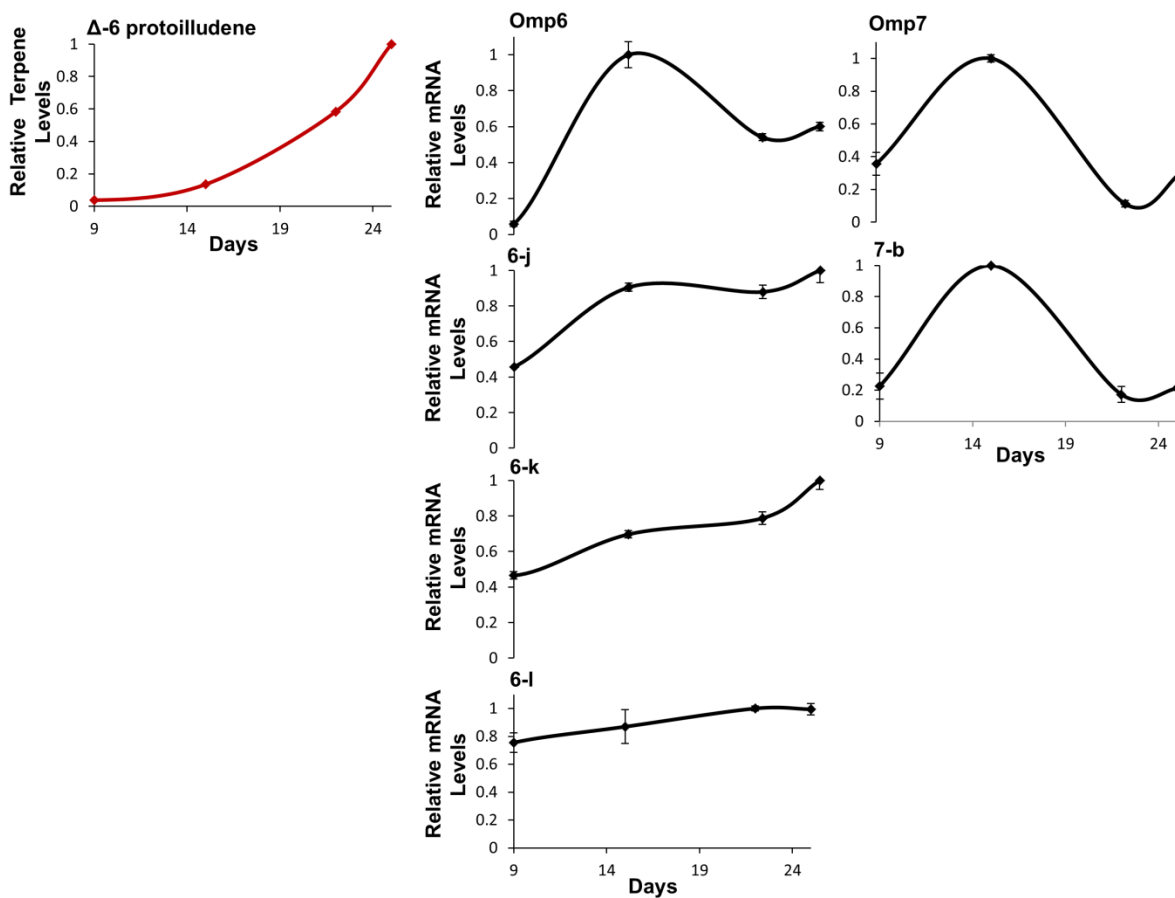 Δ-6 protoilludene
Relative Terpene
Levels
1
0.8
0.6
0.4
0.2
0
9
14
19
24
Days
Omp6
Relative mRNA
Levels
1
0.8
0.6
0.4
0.2
0
Omp7
1
0.8
0.6
0.4
0.2
0
6-j
Relative mRNA
Levels
1
0.8
0.6
0.4
0.2
0
7-b
1
0.8
0.6
0.4
0.2
0
9
14
19
24
Days
6-k
Relative mRNA
Levels
1
0.8
0.6
0.4
0.2
0
6-l
Relative mRNA
Levels
1
0.8
0.6
0.4
0.2
0
9
14
19
24
Days